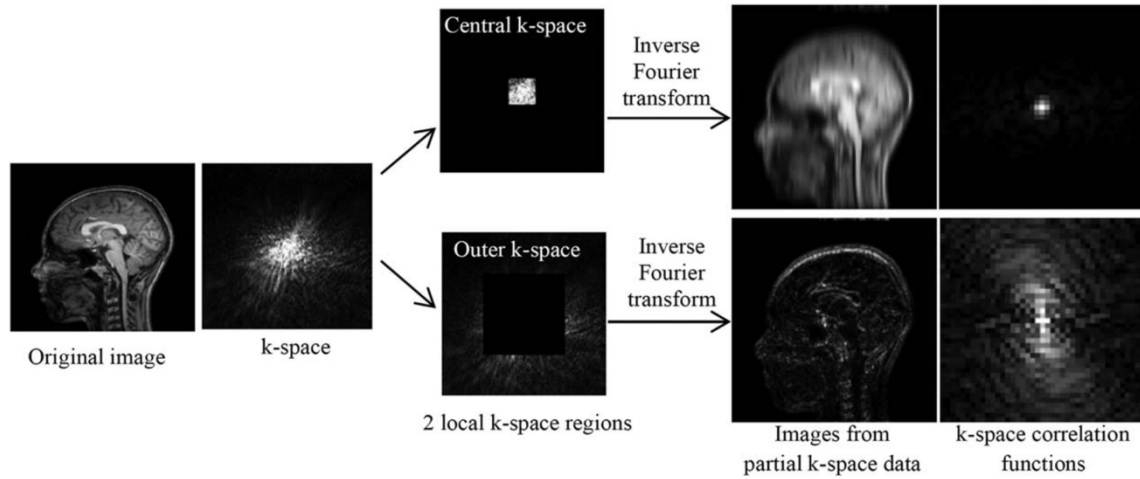 Central k-space
Inverse
Fourier
transform
Original image
k-space
Outer k-space
Inverse
Fourier
transform
2 local k-space regions
Images from
partial k-space data
k-space correlation
functions